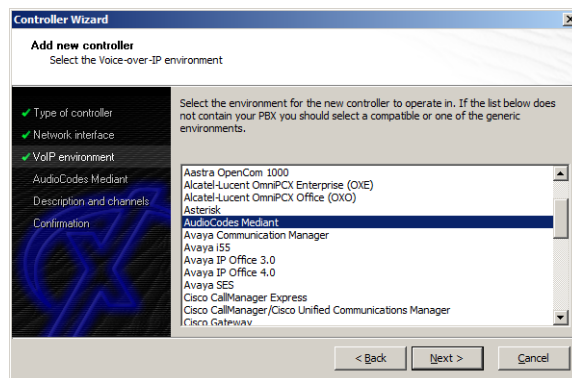 Controller Wizard
Add new controller
Select the Voice-over-IP environment
Type of controller
Network interface
VoIP environment
AudioCodes Mediant
Description and channels
Confirmation
Select the environment for the new controller to operate in. If the list below does
not contain your PBX you should select a compatible or one of the generic
environments.
Aastra OpenCom 1000
Alcatel-Lucent OmniPCX Enterprise (OXE)
Alcatel-Lucent OmniPCX Office (OXO)
Asterisk
AudioCodes Mediant
Avaya Communication Manager
Avaya i55
Avaya IP Office 3.0
Avaya IP Office 4.0
Avaya SES
Cisco CallManager Express
Cisco CallManager/Cisco Unified Communications Manager
Cisco Gateway
< Back
Next >
Cancel